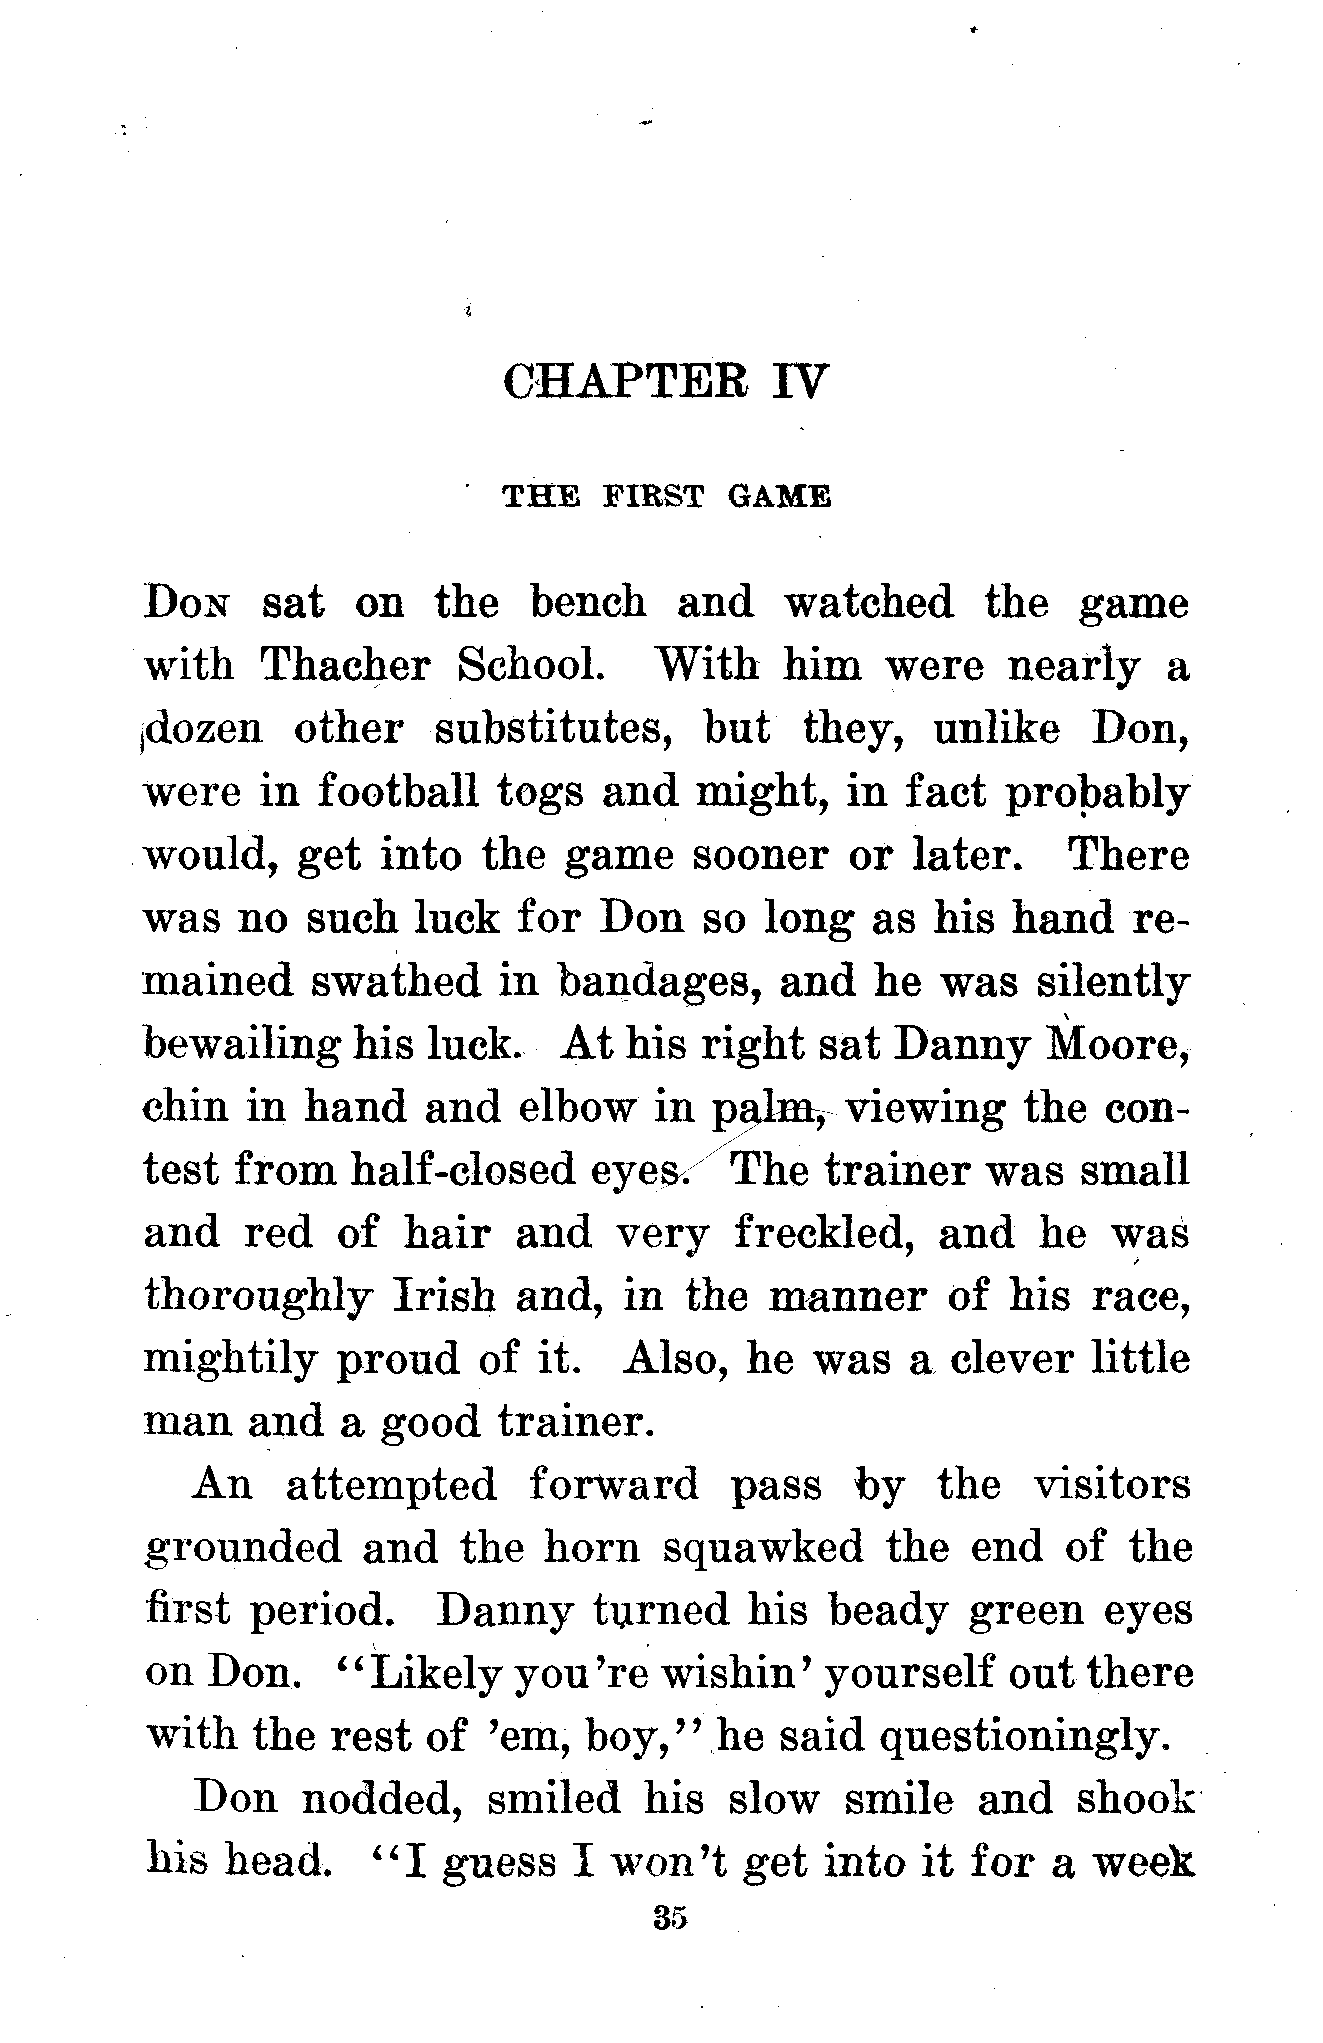 CHAPTER IV
THE FIRST GAME
Don sat on the bench and watched the game
with Thacher School. With him were nearly a
dozen other substitutes, but they, unlike Don,
were in football togs and might, in fact probably
would, get into the game sooner or later. There
was no such luck for Don so long as his hand re-
mained swathed in bandages, and he was silently
bewailing his luck. At his right sat Danny Moore,
chin in hand and elbow in palm, viewing the con-
test from half-closed eyes. The trainer was small
and red of hair and very freckled, and he was
thoroughly Irish and, in the manner of his race,
mightily proud of it. Also, he was a clever little
man and a good trainer.
An attempted forward pass by the visitors
grounded and the horn squawked the end of the
first period. Danny turned his beady green eyes
on Don. “Likely you’re wishin’ yourself out there
with the rest of ’em, boy,” he said questioningly.
Don nodded, smiled his slow smile and shook
his head. “I guess I won’t get into it for a week
35